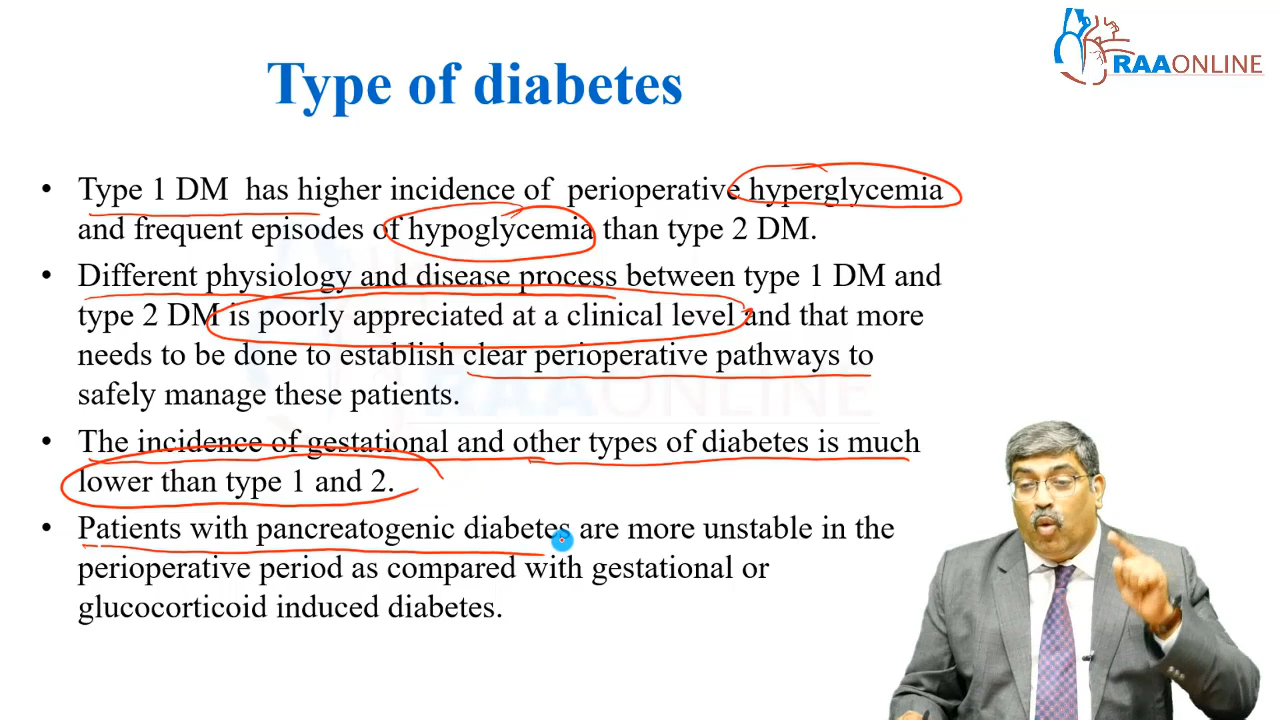 RAAONLINE
Type of diabetes
• Type 1 DM has higher incidence of perioperative hyperglycemia
and frequent episodes of hypoglycemia than type 2 DM.
• Different physiology and disease process between type 1 DM and
type 2 DM is poorly appreciated at a clinical level and that more
needs to be done to establish clear perioperative pathways to
safely manage these patients.
• The incidence of gestational and other types of diabetes is much
lower than type 1 and 2.
• Patients with pancreatogenic diabetes are more unstable in the
perioperative period as compared with gestational or
glucocorticoid induced diabetes.
RAAONLINE